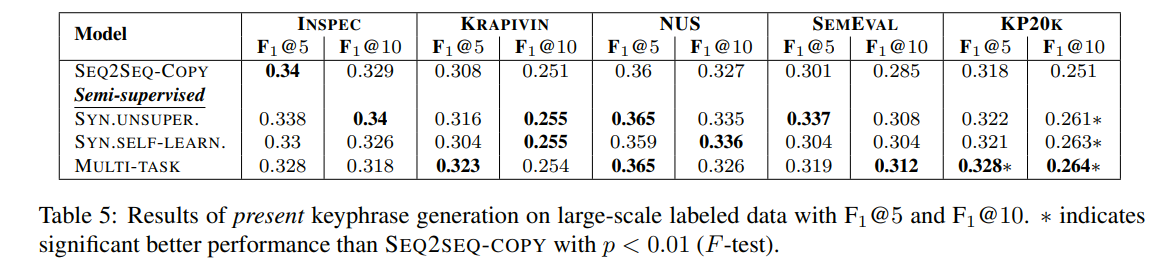 Model INSPEC KRAPIVIN NUS SEMEVAL KP20K
F1@5 F1@10 F1@5 F1@10 F1@5 F1@10 F1@5 F1@10 F1@5 F1@10
SEQ2SEQ-COPY 0.34 0.329 0.308 0.251 0.36 0.327 0.301 0.285 0.318 0.251
Semi-supervised
SYN.UNSUPER. 0.338 0.34 0.316 0.255 0.365 0.335 0.337 0.308 0.322 0.261∗
SYN.SELF-LEARN. 0.33 0.326 0.304 0.255 0.359 0.336 0.304 0.304 0.321 0.263∗
MULTI-TASK 0.328 0.318 0.323 0.254 0.365 0.326 0.319 0.312 0.328∗ 0.264∗
Table 5: Results of present keyphrase generation on large-scale labeled data with F1@5 and F1@10. ∗ indicates
significant better performance than SEQ2SEQ-COPY with p < 0.01 (F-test).